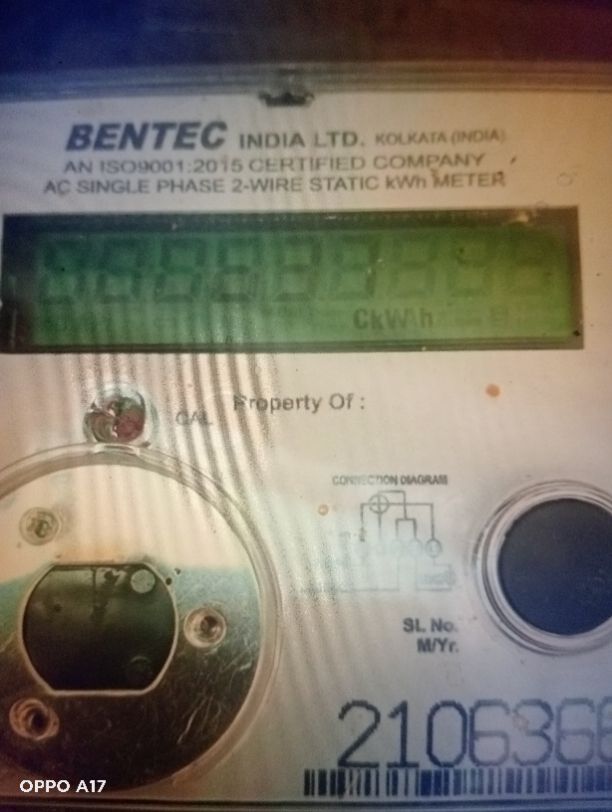 BENTEC INDIA LTD. KOLKATA (INDIA)
AN ISO9001:2015 CERTIFIED COMPANY
AC SINGLE PHASE 2-WIRE STATIC kWh METER
CkWh
CAL
Property Of :
CONNECTION DIAGRAM
SL. No.
M/Yr.
2106366
OPPO A17